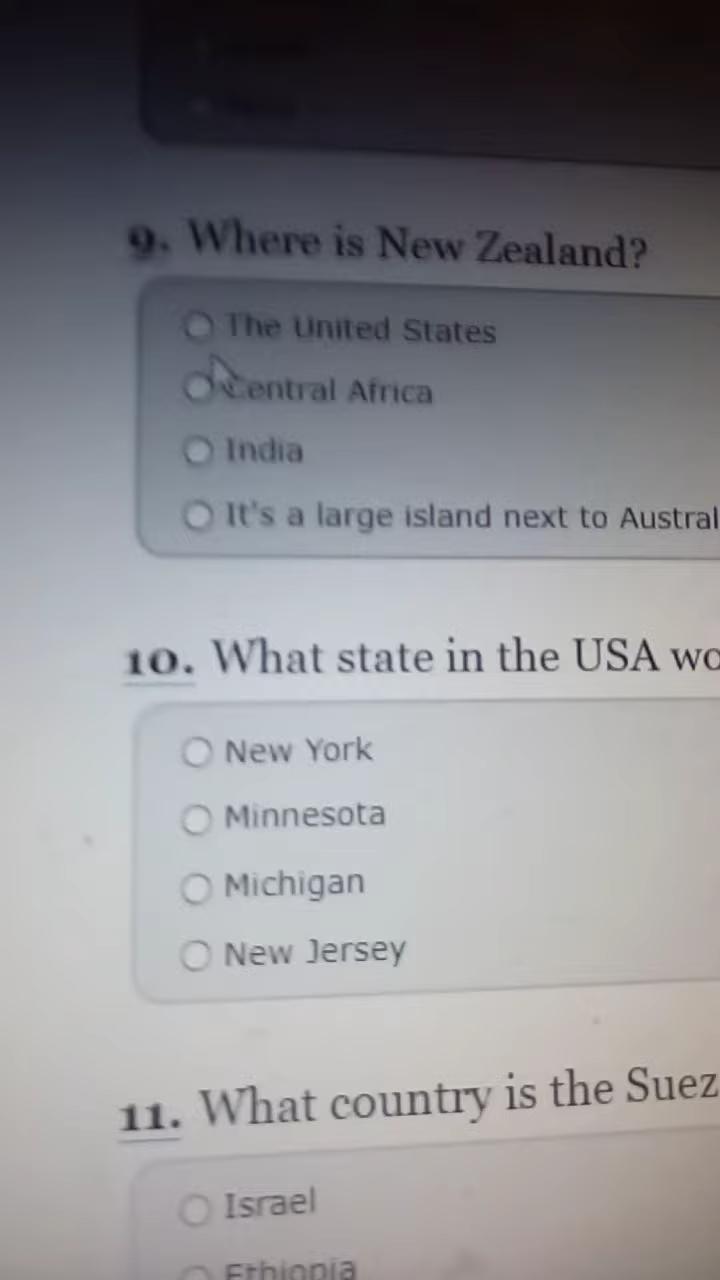 9. Where is New Zealand?
The United States
Central Africa
India
It's a large island next to Austral
10. What state in the USA wo
New York
Minnesota
Michigan
New Jersey
11. What country is the Suez
Israel
Ethiopia